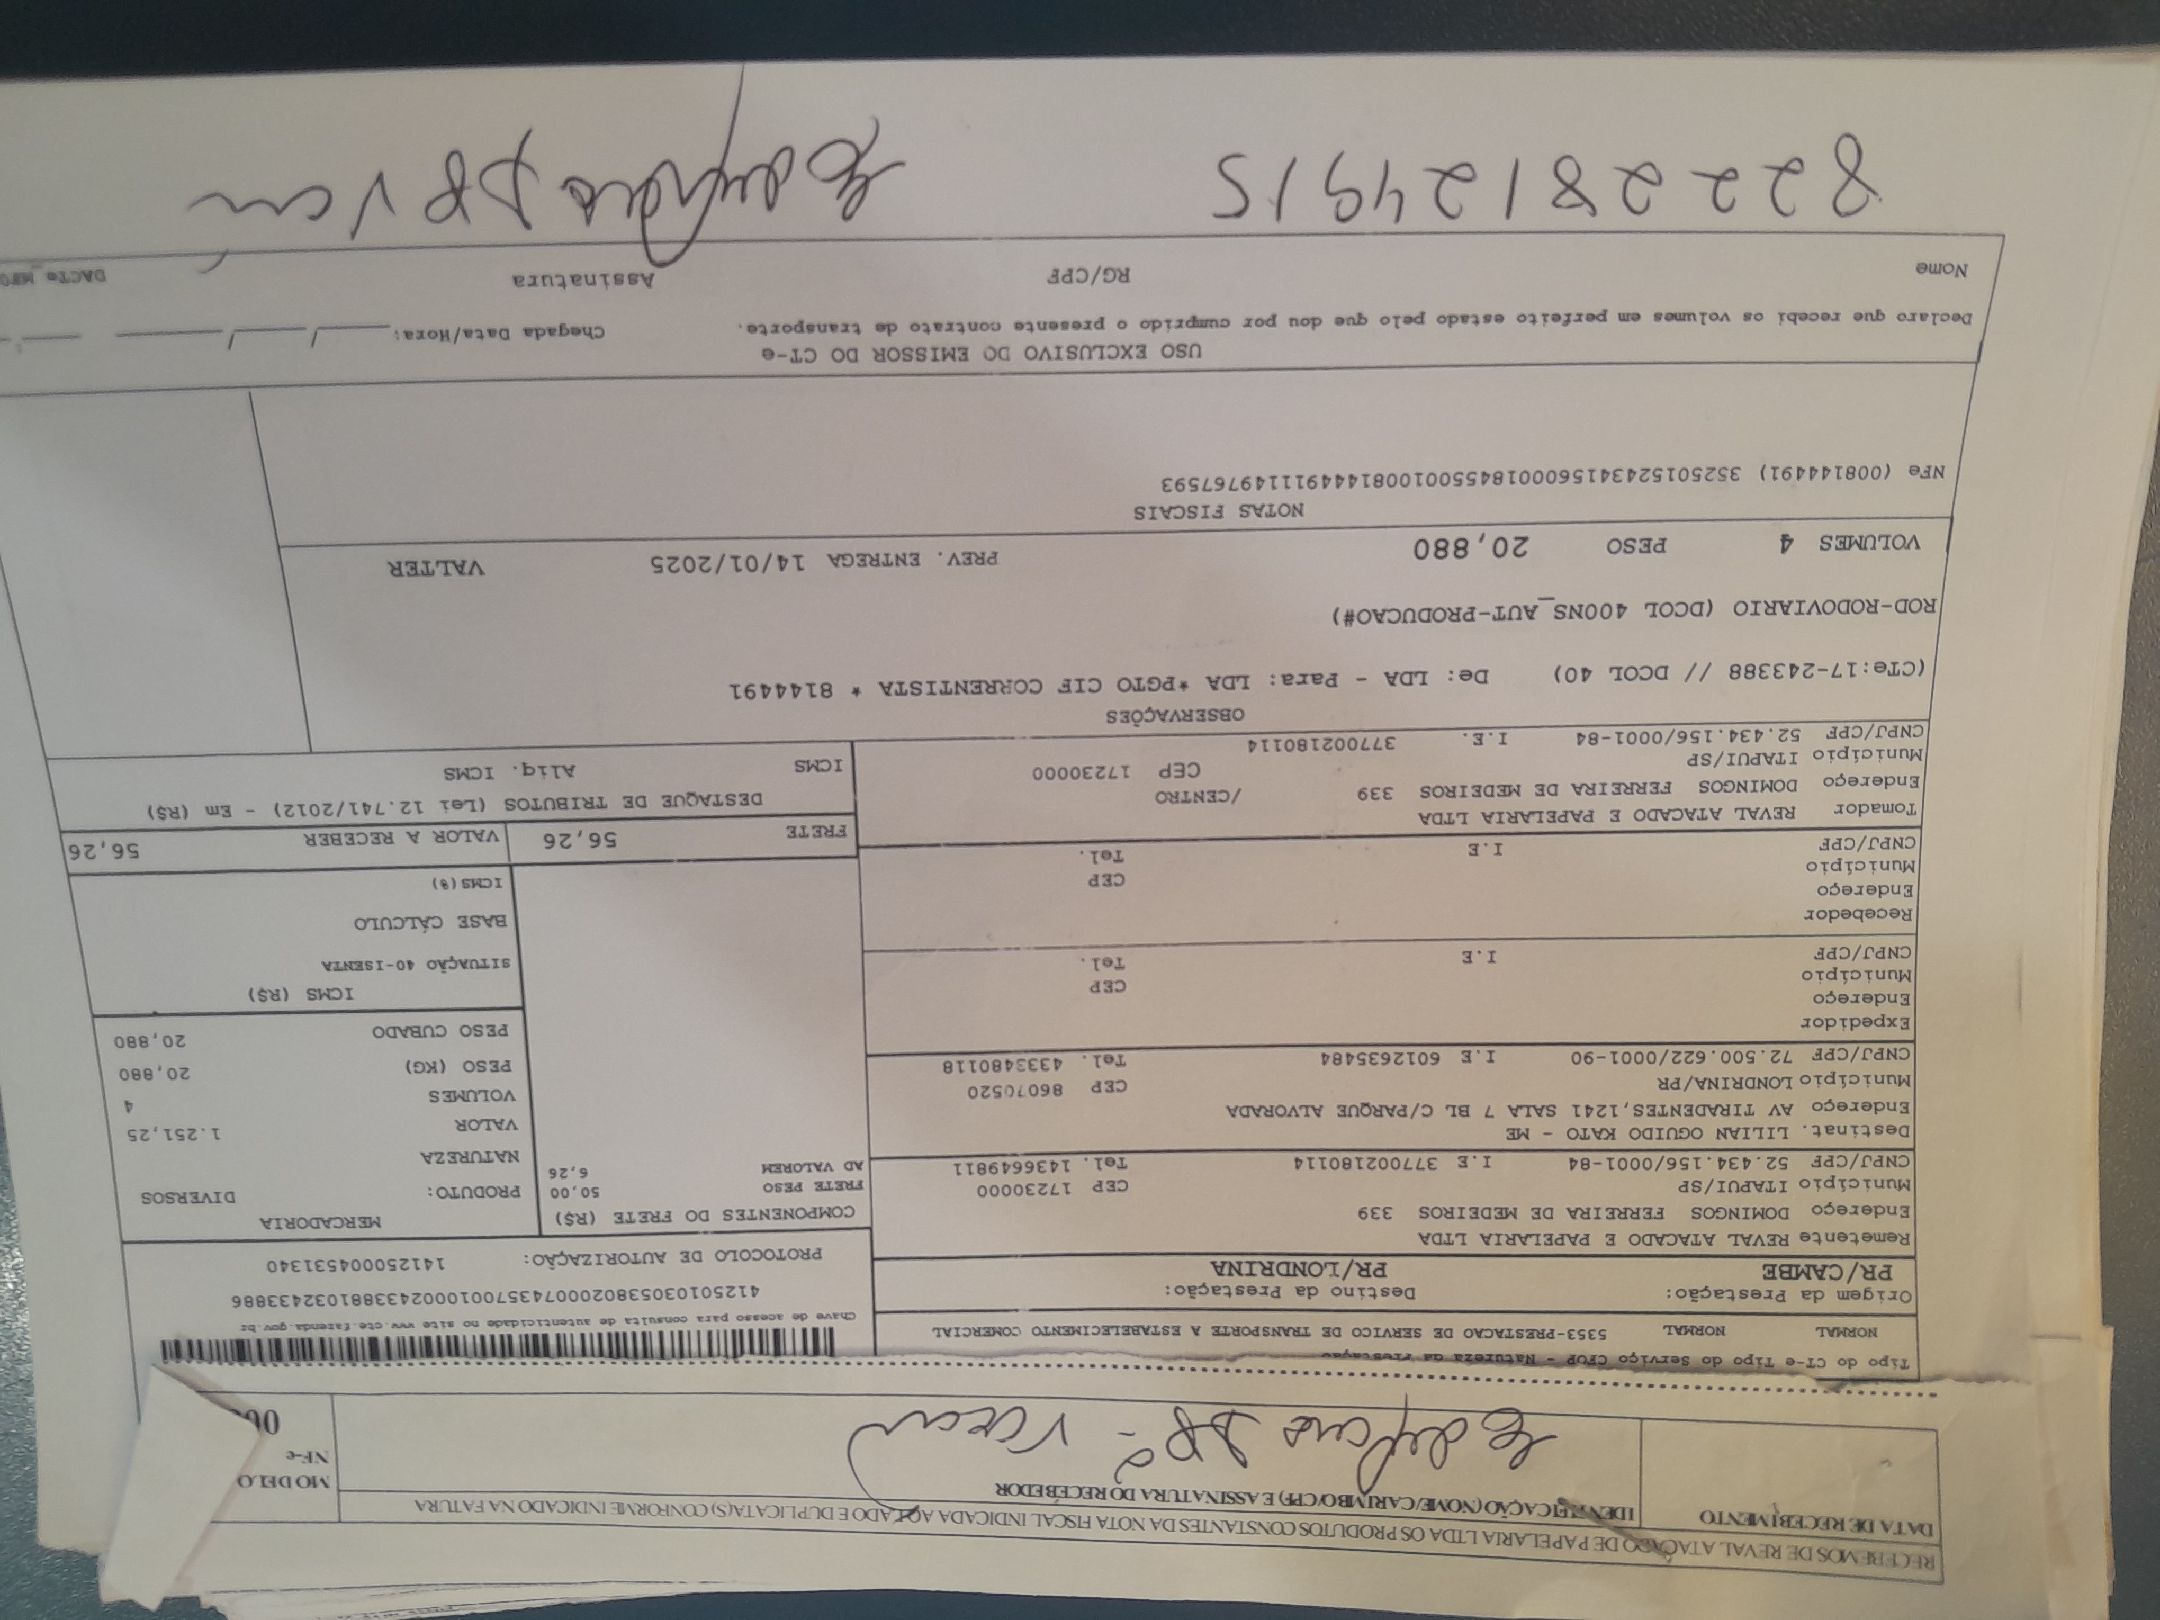 RECEBEMOS DE REVAL ATACADO DE PAPELARIA LTDA OS PRODUTOS CONSTANTES DA NOTA FISCAL INDICADA AO LADO E DUPLICATA(S) CONFORME INDICADO NA FATURA
DATA DE RECEBIMENTO
IDENTIFICAÇÃO (NOME/CARIMBO/CPF) E ASSINATURA DO RECEBEDOR
MODELO
NF-e
Tipo do CT-e Tipo do Serviço CFOP - Natureza da Prestação
NORMAL NORMAL 5353-PRESTACAO DE SERVICO DE TRANSPORTE A ESTABELECIMENTO COMERCIAL
Origem da Prestação: Destino da Prestação:
PR/CAMBE PR/LONDRINA
Chave de acesso para consulta de autenticidade no site www.cte.fazenda.gov.br
41250103053802000743570010002433881032433886
PROTOCOLO DE AUTORIZAÇÃO: 141250004531340
Remetente REVAL ATACADO E PAPELARIA LTDA
Endereço DOMINGOS FERREIRA DE MEDEIROS 339
Município ITAPUI/SP CEP 17230000
CNPJ/CPF 52.434.156/0001-84 I.E 377002180114 Tel. 1436649811
Destinat. LILIAN OGUIDO KATO - ME
Endereço AV TIRADENTES,1241 SALA 7 BL C/PARQUE ALVORADA
Município LONDRINA/PR CEP 86070520
CNPJ/CPF 72.500.622/0001-90 I.E 6012635484 Tel. 4333480118
Expedidor
Endereço
Município CEP
CNPJ/CPF I.E Tel.
Recebedor
Endereço
Município CEP
CNPJ/CPF I.E Tel.
Tomador REVAL ATACADO E PAPELARIA LTDA
Endereço DOMINGOS FERREIRA DE MEDEIROS 339 /CENTRO
Município ITAPUI/SP CEP 17230000
CNPJ/CPF 52.434.156/0001-84 I.E. 377002180114
COMPONENTES DO FRETE (R$)
FRETE PESO 50,00
AD VALOREM 6,26
MERCADORIA
PRODUTO: DIVERSOS
NATUREZA
VALOR 1.251,25
VOLUMES 4
PESO (KG) 20,880
PESO CUBADO 20,880
ICMS (R$)
SITUAÇÃO 40-ISENTA
BASE CÁLCULO
ICMS(%)
FRETE 56,26 VALOR A RECEBER 56,26
DESTAQUE DE TRIBUTOS (Lei 12.741/2012) - Em (R$)
ICMS Aliq. ICMS
OBSERVAÇÕES
(CTe:17-243388 // DCOL 40) De: LDA - Para: LDA *PGTO CIF CORRENTISTA * 8144491
ROD-RODOVIARIO (DCOL 400NS_AUT-PRODUCAO#)
VOLUMES 4 PESO 20,880 PREV. ENTREGA 14/01/2025 VALTER
NOTAS FISCAIS
NFe (008144491) 35250152434156000184550010081444911149767593
USO EXCLUSIVO DO EMISSOR DO CT-e
Declaro que recebi os volumes em perfeito estado pelo que dou por cumprido o presente contrato de transporte. Chegada Data/Hora: ____/____/____
Nome RG/CPF Assinatura DACTe